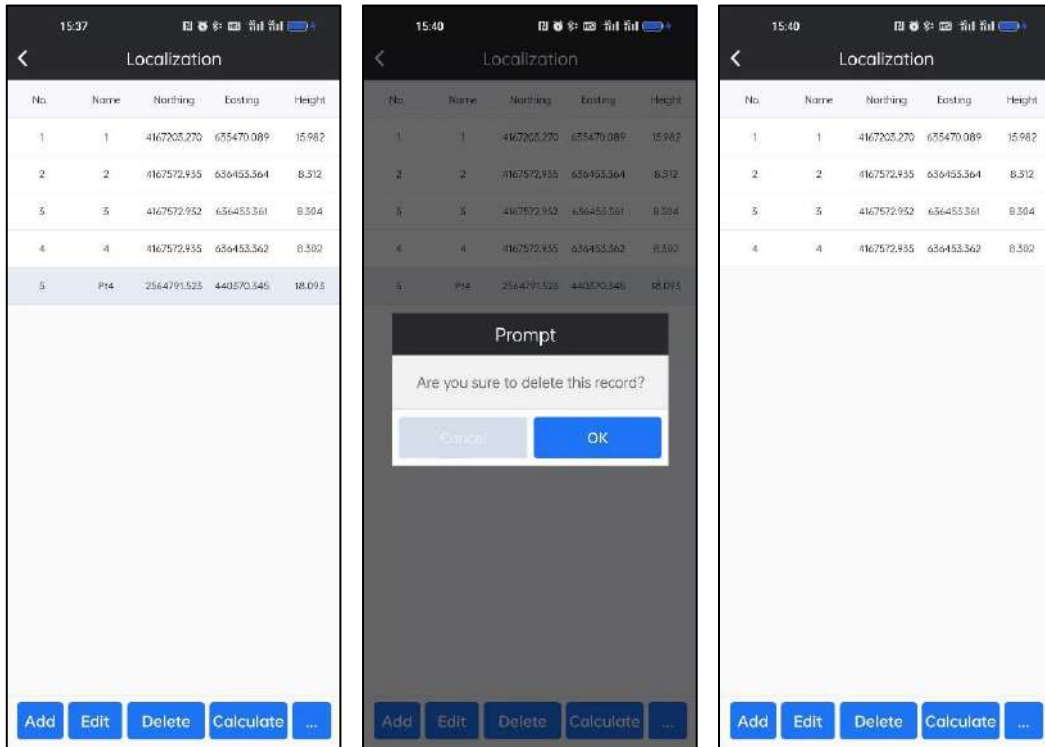 15:37
Localization
No. Name Northing Easting Height
1 1 4167203.270 635470.089 15.982
2 2 4167572.935 636453.364 8.312
3 3 4167572.932 636453.361 8.304
4 4 4167572.935 636453.362 8.302
5 Pt4 2564791.523 440370.345 18.093
Add Edit Delete Calculate ...
15:40
Localization
No. Name Northing Easting Height
1 1 4167203.270 635470.089 15.982
2 2 4167572.935 636453.364 8.312
3 3 4167572.932 636453.361 8.304
4 4 4167572.935 636453.362 8.302
5 Pt4 2564791.523 440370.345 18.093
Prompt
Are you sure to delete this record?
Cancel OK
Add Edit Delete Calculate ...
15:40
Localization
No. Name Northing Easting Height
1 1 4167203.270 635470.089 15.982
2 2 4167572.935 636453.364 8.312
3 3 4167572.932 636453.361 8.304
4 4 4167572.935 636453.362 8.302
Add Edit Delete Calculate ...